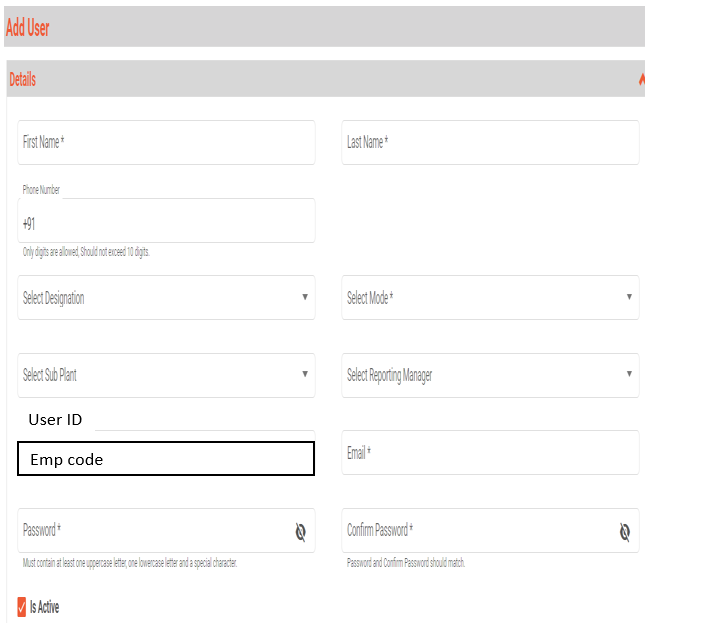 Add User
Details
First Name *
Last Name *
Phone Number
+91
Only digits are allowed, Should not exceed 10 digits.
Select Designation
Select Mode *
Select Sub Plant
Select Reporting Manager
User ID
Emp code
Email *
Password *
Confirm Password *
Must contain at least one uppercase letter, one lowercase letter and a special character.
Password and Confirm Password should match.
Is Active